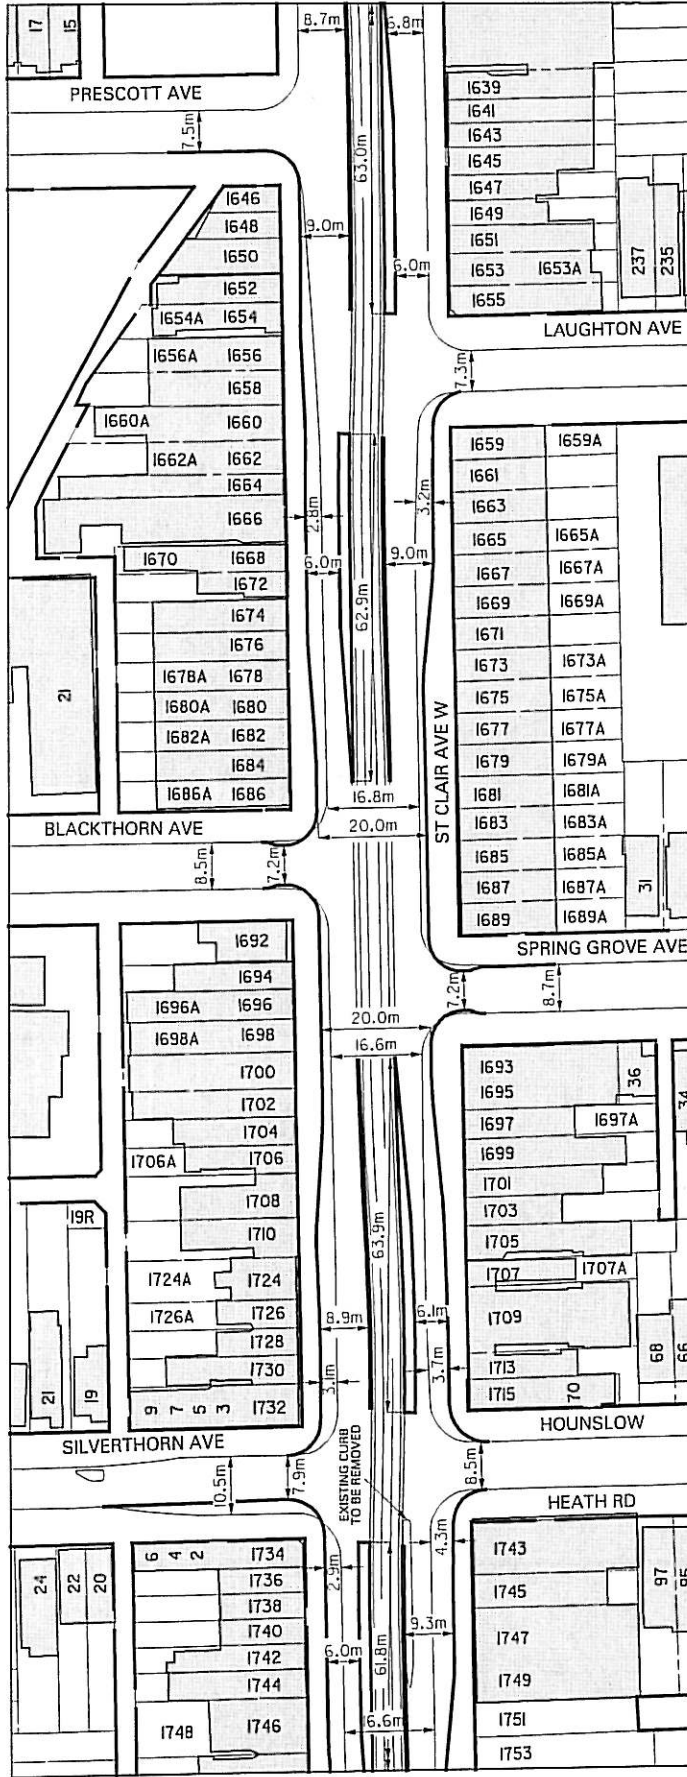 17
15
8.7m
6.8m
PRESCOTT AVE
7.5m
63.0m
1639
1641
1643
1645
1647
1649
1651
1653
1653A
1655
237
235
1646
1648
1650
9.0m
6.0m
1652
1654A
1654
1656A
1656
1658
1660A
1660
1662A
1662
1664
1666
LAUGHTON AVE
7.3m
1659
1659A
1661
1663
1665
1665A
1667
1667A
1669
1669A
1671
1673
1673A
1675
1675A
1677
1677A
1679
1679A
1681
1681A
1683
1683A
1685
1685A
1687
1687A
1689
1689A
31
2.8m
3.2m
6.0m
9.0m
62.9m
1670
1668
1672
1674
1676
1678A
1678
1680A
1680
1682A
1682
1684
1686A
1686
21
ST CLAIR AVE W
16.8m
20.0m
BLACKTHORN AVE
8.5m
7.2m
SPRING GROVE AVE
7.2m
8.7m
1692
1694
1696A
1696
1698A
1698
1700
1702
1704
1706A
1706
1708
1710
1724A
1724
1726A
1726
1728
1730
9 7 5 3 1732
19R
21
19
20.0m
16.6m
63.9m
1693
1695
1697
1697A
1699
1701
1703
1705
1707
1707A
1709
1713
1715
70
36
34
68
66
8.9m
6.1m
3.1m
3.7m
SILVERTHORN AVE
HOUNSLOW
HEATH RD
10.5m
7.9m
EXISTING CURB
TO BE REMOVED
8.5m
4.3m
24
22
20
6 4 2 1734
1736
1738
1740
1742
1744
1748
1746
2.9m
6.0m
61.8m
9.3m
16.6m
1743
1745
1747
1749
1751
1753
97
95